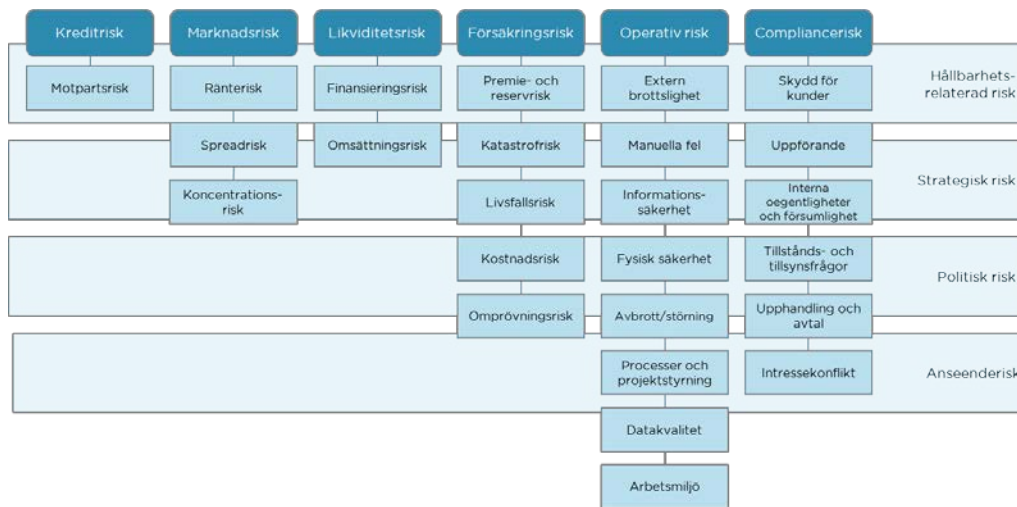 Kreditrisk
Marknadsrisk
Likviditetsrisk
Försäkringsrisk
Operativ risk
Compliancerisk
Motpartsrisk
Ränterisk
Finansieringsrisk
Premie- och
reservrisk
Extern
brottslighet
Skydd för
kunder
Hållbarhets-
relaterad risk
Spreadrisk
Omsättningsrisk
Katastrofrisk
Manuella fel
Uppförande
Strategisk risk
Koncentrations-
risk
Livsfallsrisk
Informations-
säkerhet
Interna
oegentligheter
och försumlighet
Kostnadsrisk
Fysisk säkerhet
Tillstånds- och
tillsynsfrågor
Politisk risk
Omprövningsrisk
Avbrott/störning
Upphandling och
avtal
Processer och
projektstyrning
Intressekonflikt
Anseenderisk
Datakvalitet
Arbetsmiljö